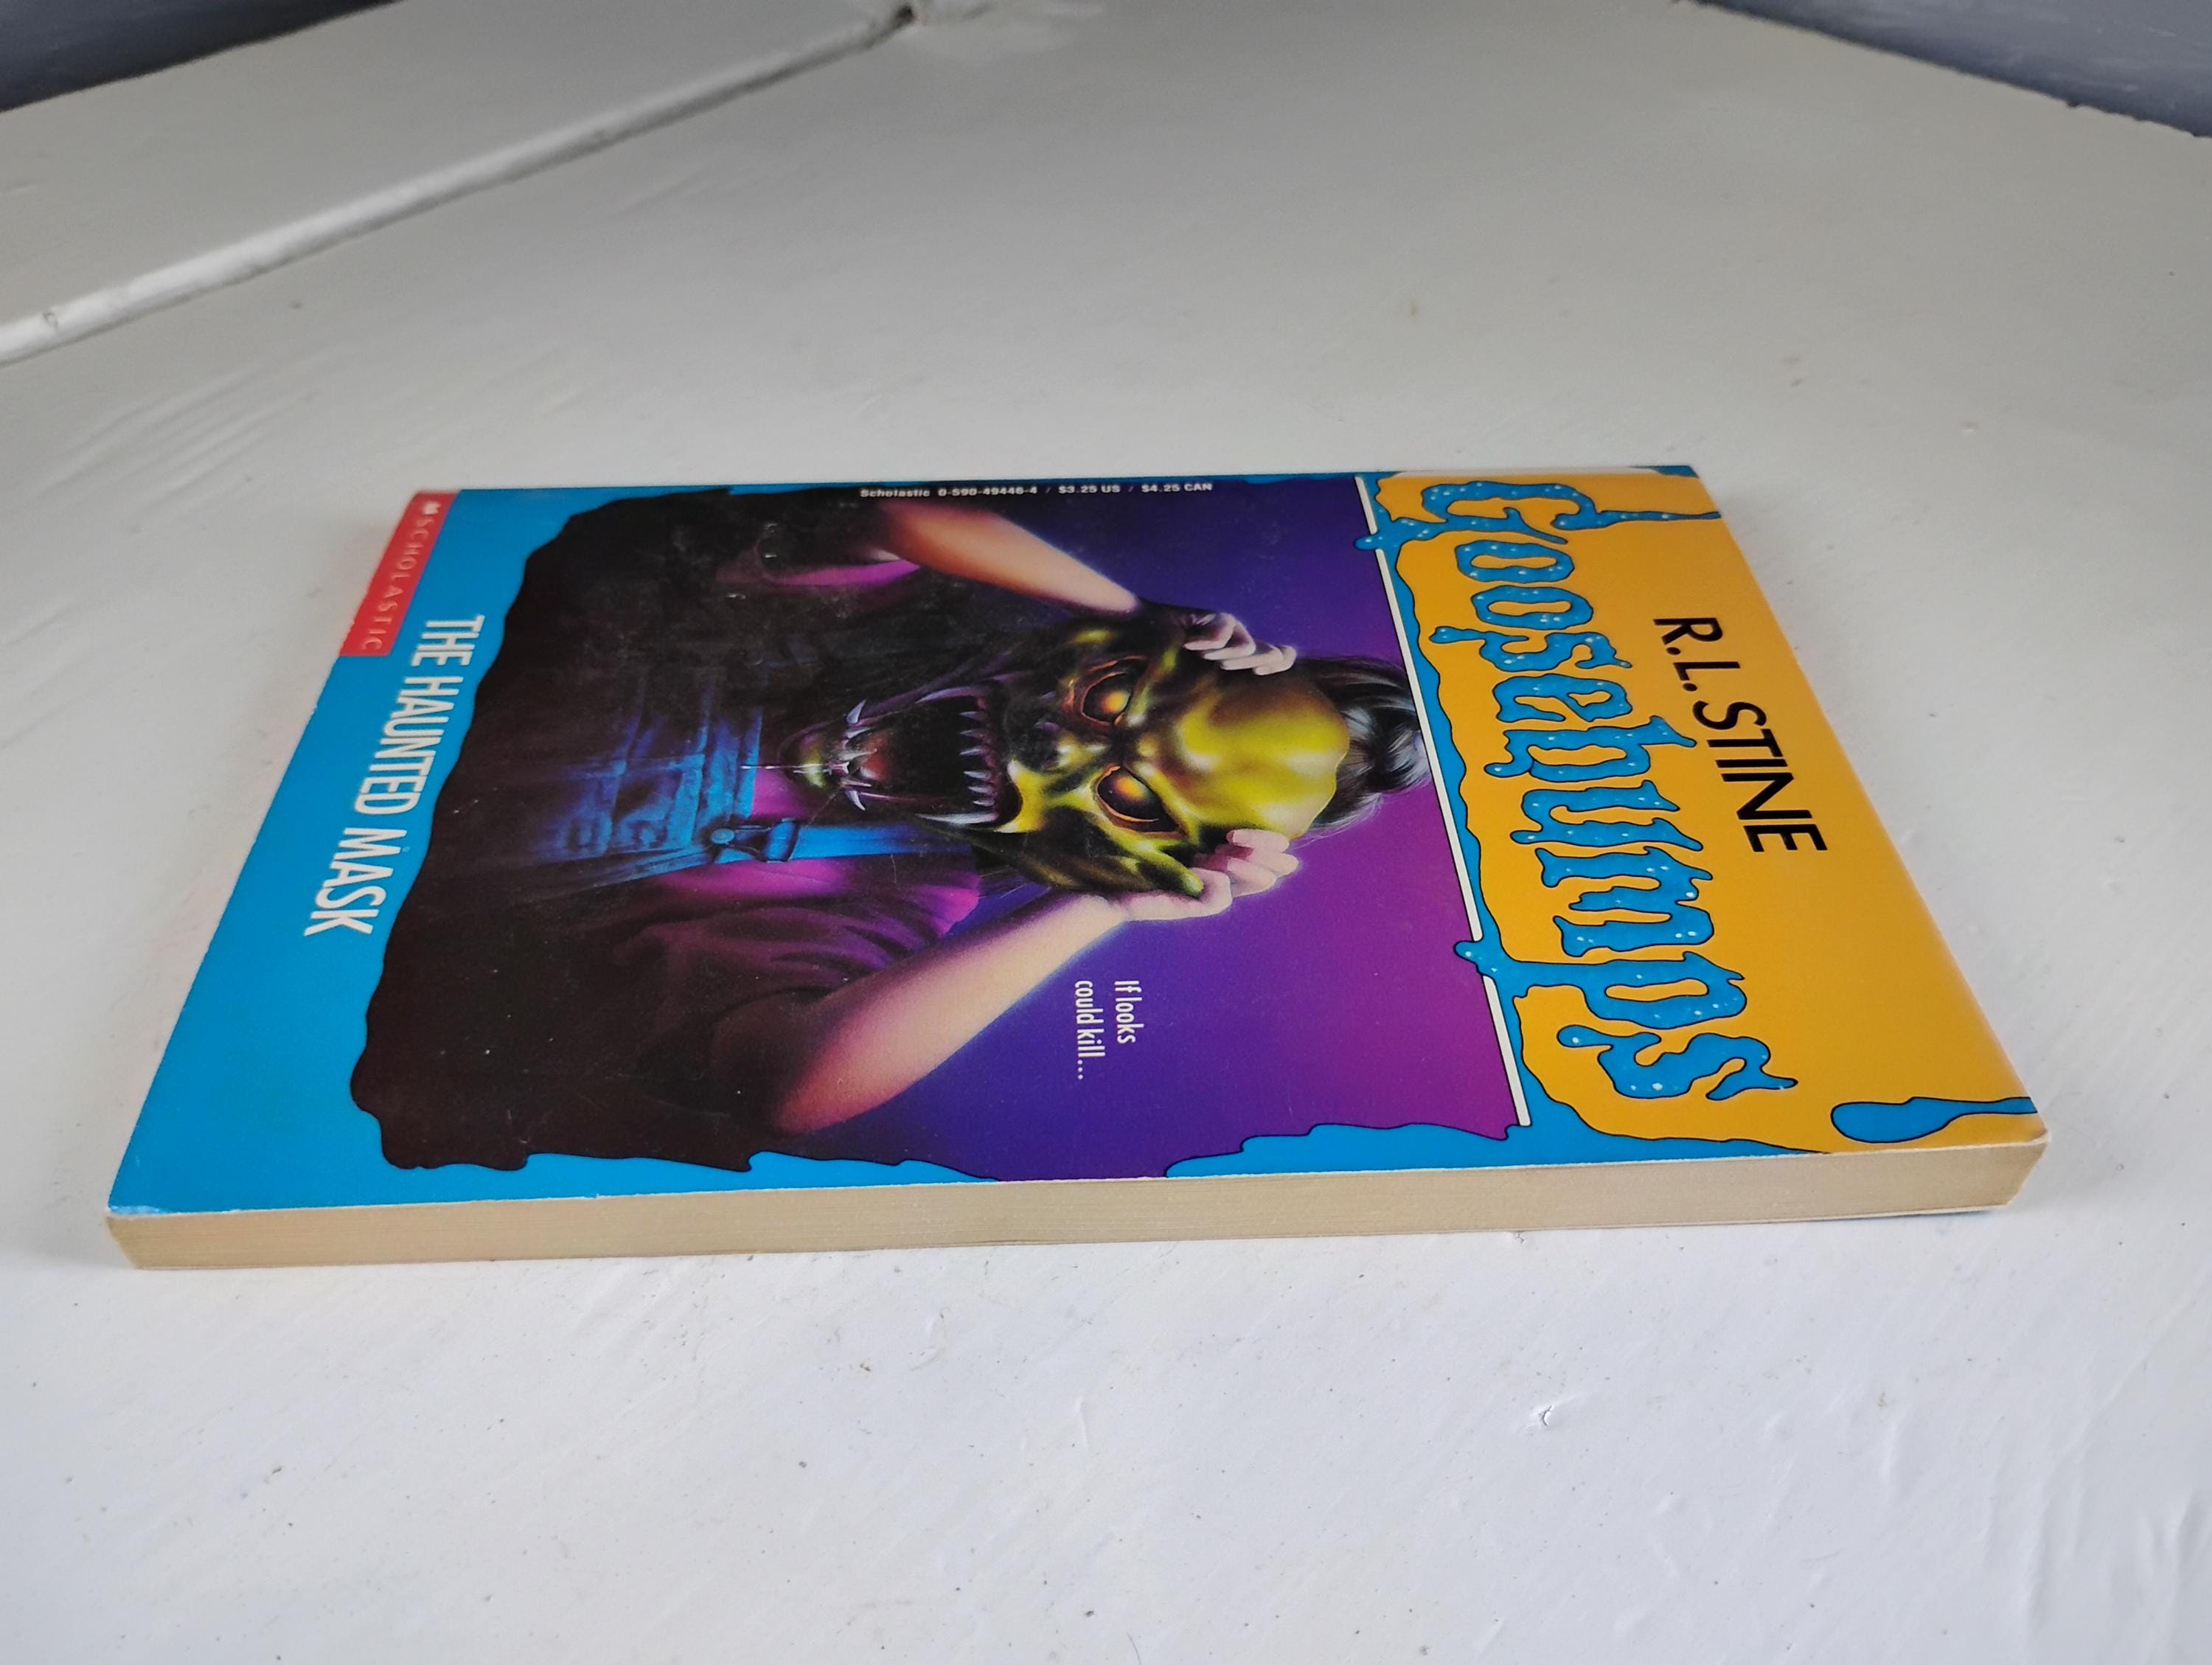 R.L. STINE
Goosebumps
If looks
could kill...
Scholastic 0-590-49446-4 / $3.25 US / $4.25 CAN
THE HAUNTED MASK
SCHOLASTIC